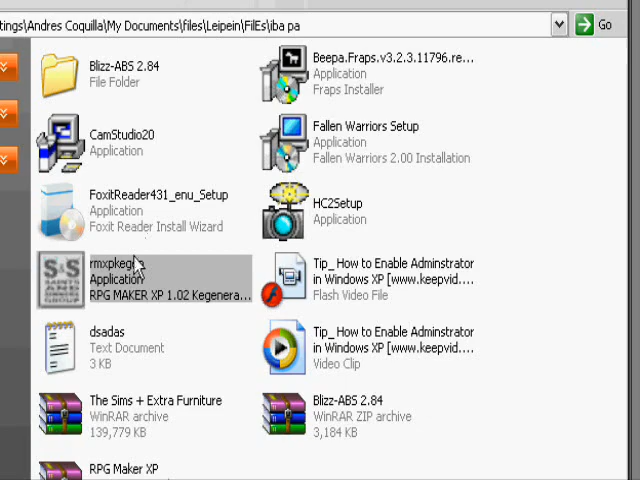 tings\Andres Coquilla\My Documents\files\Leipein\FilEs\iba pa
Go
Blizz-ABS 2.84
File Folder
Beepa.Fraps.v3.2.3.11796.re...
Application
Fraps Installer
CamStudio20
Application
Fallen Warriors Setup
Application
Fallen Warriors 2.00 Installation
FoxitReader431_enu_Setup
Application
Foxit Reader Install Wizard
HC2Setup
Application
S&S
Application
RPG MAKER XP 1.02 Kegenera...
Tip_ How to Enable Adminstrator
in Windows XP [www.keepvid....
Flash Video File
dsadas
Text Document
3 KB
Tip_ How to Enable Adminstrator
in Windows XP [www.keepvid....
Video Clip
The Sims + Extra Furniture
WinRAR archive
139,779 KB
Blizz-ABS 2.84
WinRAR ZIP archive
3,184 KB
RPG Maker XP